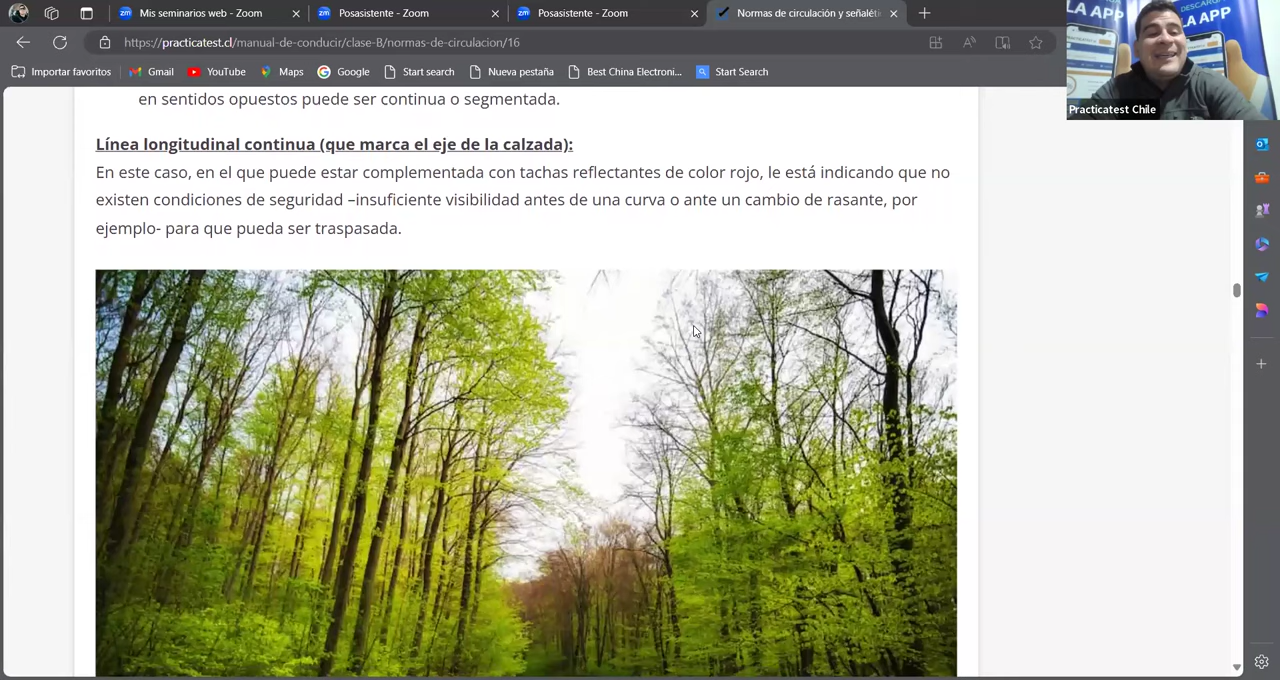 Mis seminarios web - Zoom
Posasistente - Zoom
Posasistente - Zoom
Normas de circulación y señaléti
https://practicatest.cl/manual-de-conducir/clase-B/normas-de-circulacion/16
Importar favoritos
Gmail
YouTube
Maps
Google
Start search
Nueva pestaña
Best China Electroni...
Start Search
LA APP
DESCARG
LA APP
Practicatest Chile
en sentidos opuestos puede ser continua o segmentada.
Línea longitudinal continua (que marca el eje de la calzada):
En este caso, en el que puede estar complementada con tachas reflectantes de color rojo, le está indicando que no
existen condiciones de seguridad –insuficiente visibilidad antes de una curva o ante un cambio de rasante, por
ejemplo- para que pueda ser traspasada.